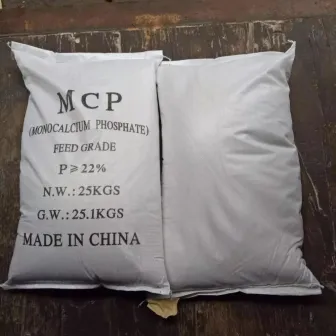 MCP
(MONOCALCIUM PHOSPHATE)
FEED GRADE
P≥22%
N.W.:25KGS
G.W.:25.1KGS
MADE IN CHINA